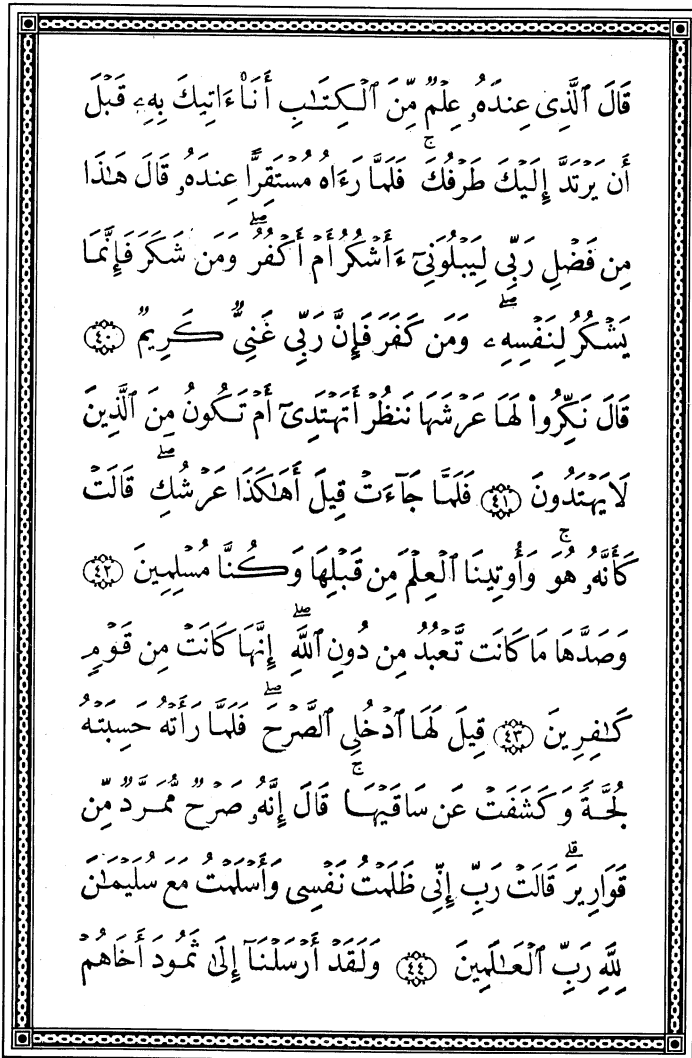 قَالَ ٱلَّذِى عِندَهُۥ عِلْمٌ مِّنَ ٱلْكِتَٰبِ أَنَا۠ ءَاتِيكَ بِهِۦ قَبْلَ
أَن يَرْتَدَّ إِلَيْكَ طَرْفُكَ ۚ فَلَمَّا رَءَاهُ مُسْتَقِرًّا عِندَهُۥ قَالَ هَٰذَا
مِن فَضْلِ رَبِّى لِيَبْلُوَنِىٓ ءَأَشْكُرُ أَمْ أَكْفُرُ ۖ وَمَن شَكَرَ فَإِنَّمَا
يَشْكُرُ لِنَفْسِهِۦ ۖ وَمَن كَفَرَ فَإِنَّ رَبِّى غَنِىٌّ كَرِيمٌ ٤٠
قَالَ نَكِّرُوا۟ لَهَا عَرْشَهَا نَنظُرْ أَتَهْتَدِىٓ أَمْ تَكُونُ مِنَ ٱلَّذِينَ
لَا يَهْتَدُونَ ٤١ فَلَمَّا جَآءَتْ قِيلَ أَهَٰكَذَا عَرْشُكِ ۖ قَالَتْ
كَأَنَّهُۥ هُوَ ۚ وَأُوتِينَا ٱلْعِلْمَ مِن قَبْلِهَا وَكُنَّا مُسْلِمِينَ ٤٢
وَصَدَّهَا مَا كَانَت تَّعْبُدُ مِن دُونِ ٱللَّهِ ۖ إِنَّهَا كَانَتْ مِن قَوْمٍ
كَٰفِرِينَ ٤٣ قِيلَ لَهَا ٱدْخُلِى ٱلصَّرْحَ ۖ فَلَمَّا رَأَتْهُ حَسِبَتْهُ
لُجَّةً وَكَشَفَتْ عَن سَاقَيْهَا ۚ قَالَ إِنَّهُۥ صَرْحٌ مُّمَرَّدٌ مِّن
قَوَارِيرَ ۗ قَالَتْ رَبِّ إِنِّى ظَلَمْتُ نَفْسِى وَأَسْلَمْتُ مَعَ سُلَيْمَٰنَ
لِلَّهِ رَبِّ ٱلْعَٰلَمِينَ ٤٤ وَلَقَدْ أَرْسَلْنَآ إِلَىٰ ثَمُودَ أَخَاهُمْ